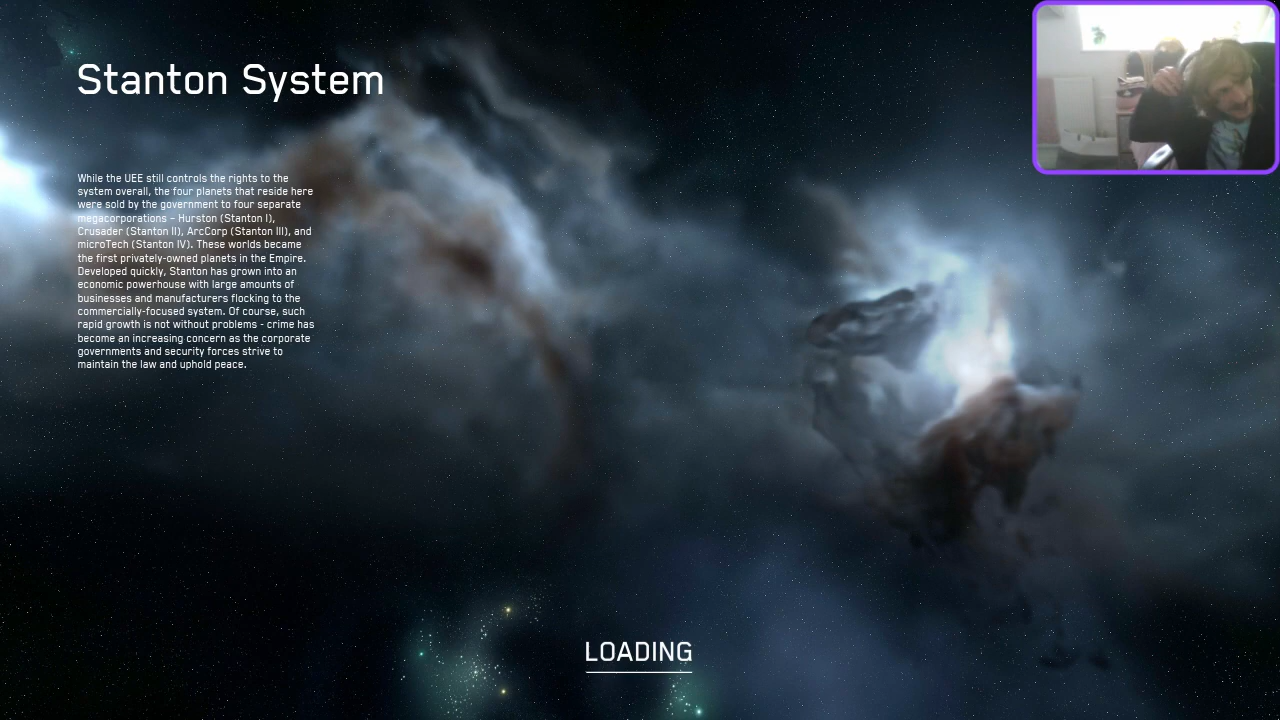 Stanton System
While the UEE still controls the rights to the
system overall, the four planets that reside here
were sold by the government to four separate
megacorporations - Hurston (Stanton I),
Crusader (Stanton II), ArcCorp (Stanton III), and
microTech (Stanton IV). These worlds became
the first privately-owned planets in the Empire.
Developed quickly, Stanton has grown into an
economic powerhouse with large amounts of
businesses and manufacturers flocking to the
commercially-focused system. Of course, such
rapid growth is not without problems - crime has
become an increasing concern as the corporate
governments and security forces strive to
maintain the law and uphold peace.
LOADING